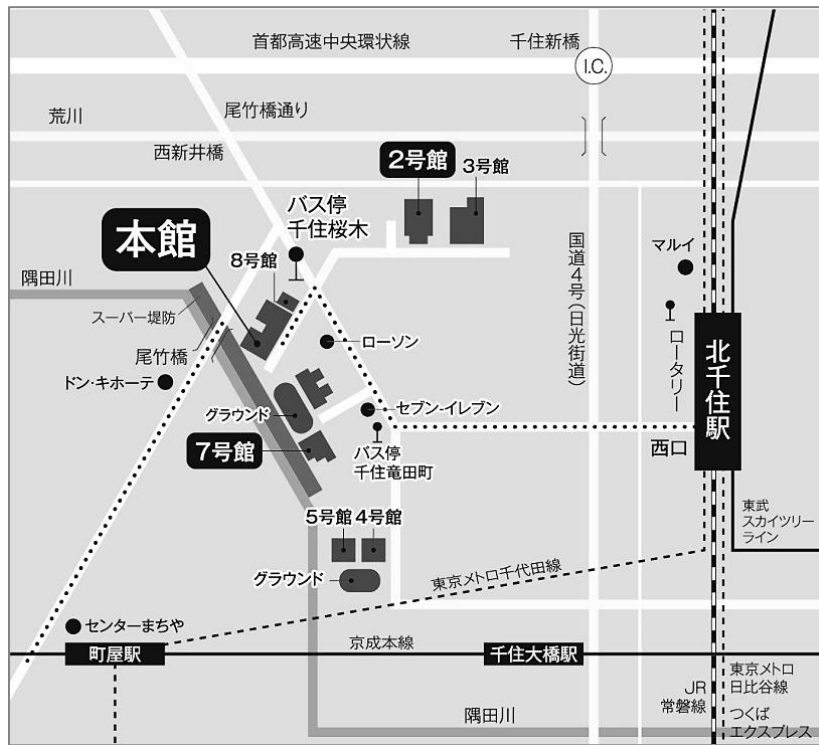 首都高速中央環状線
千住新橋
I.C.
荒川
尾竹橋通り
西新井橋
2号館
3号館
バス停
千住桜木
本館
8号館
マルイ
国道4号(日光街道)
隅田川
スーパー堤防
ロータリー
尾竹橋
ローソン
北千住駅
ドン・キホーテ
グラウンド
セブン-イレブン
7号館
バス停
千住竜田町
西口
5号館
4号館
東武
スカイツリー
ライン
グラウンド
東京メトロ千代田線
センターまちや
町屋駅
京成本線
千住大橋駅
東京メトロ
日比谷線
JR
常磐線
隅田川
つくば
エクスプレス